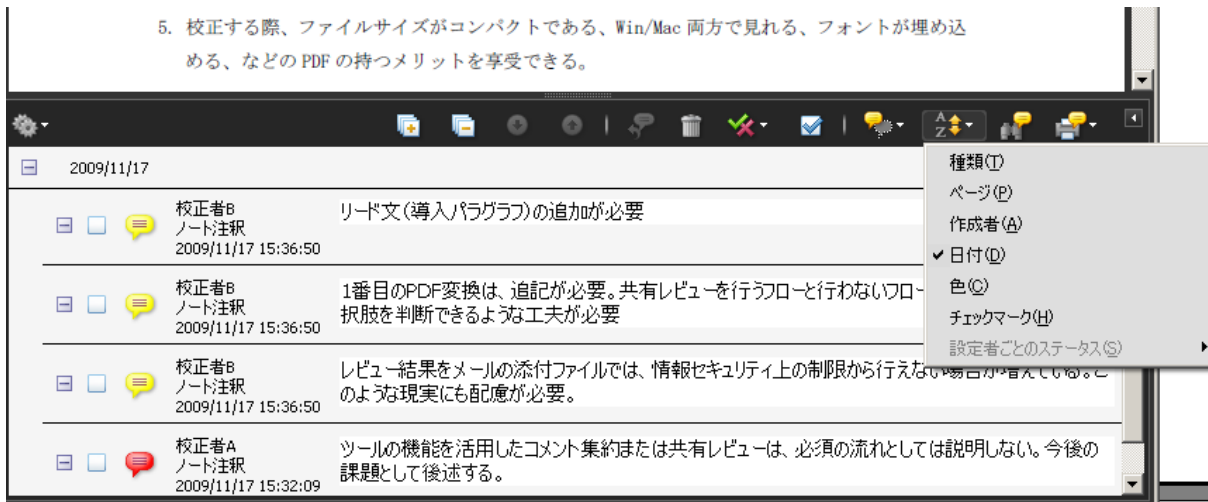 5. 校正する際、ファイルサイズがコンパクトである、Win/Mac 両方で見れる、フォントが埋め込
める、などの PDF の持つメリットを享受できる。
A
Z
2009/11/17
種類(T)
ページ(P)
作成者(A)
日付(D)
色(C)
チェックマーク(H)
設定者ごとのステータス(S)
校正者B
ノート注釈
2009/11/17 15:36:50
リード文(導入パラグラフ)の追加が必要
校正者B
ノート注釈
2009/11/17 15:36:50
1番目のPDF変換は、追記が必要。共有レビューを行うフローと行わないフロー
択肢を判断できるような工夫が必要
校正者B
ノート注釈
2009/11/17 15:36:50
レビュー結果をメールの添付ファイルでは、情報セキュリティ上の制限から行えない場合が増えている。こ
のような現実にも配慮が必要。
校正者A
ノート注釈
2009/11/17 15:32:09
ツールの機能を活用したコメント集約または共有レビューは、必須の流れとしては説明しない。今後の
課題として後述する。